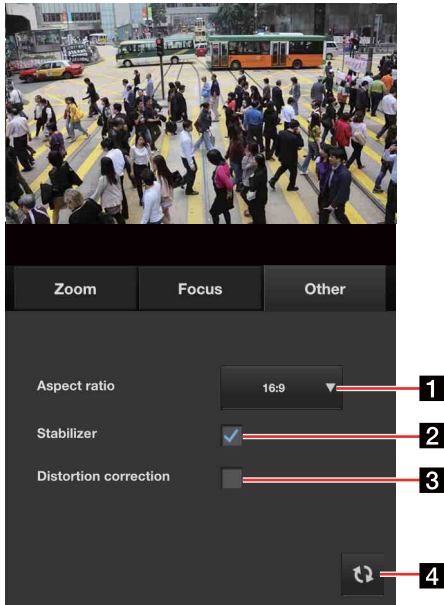 Zoom Focus Other
Aspect ratio 16:9 ▼ 1
Stabilizer 2
Distortion correction 3
4